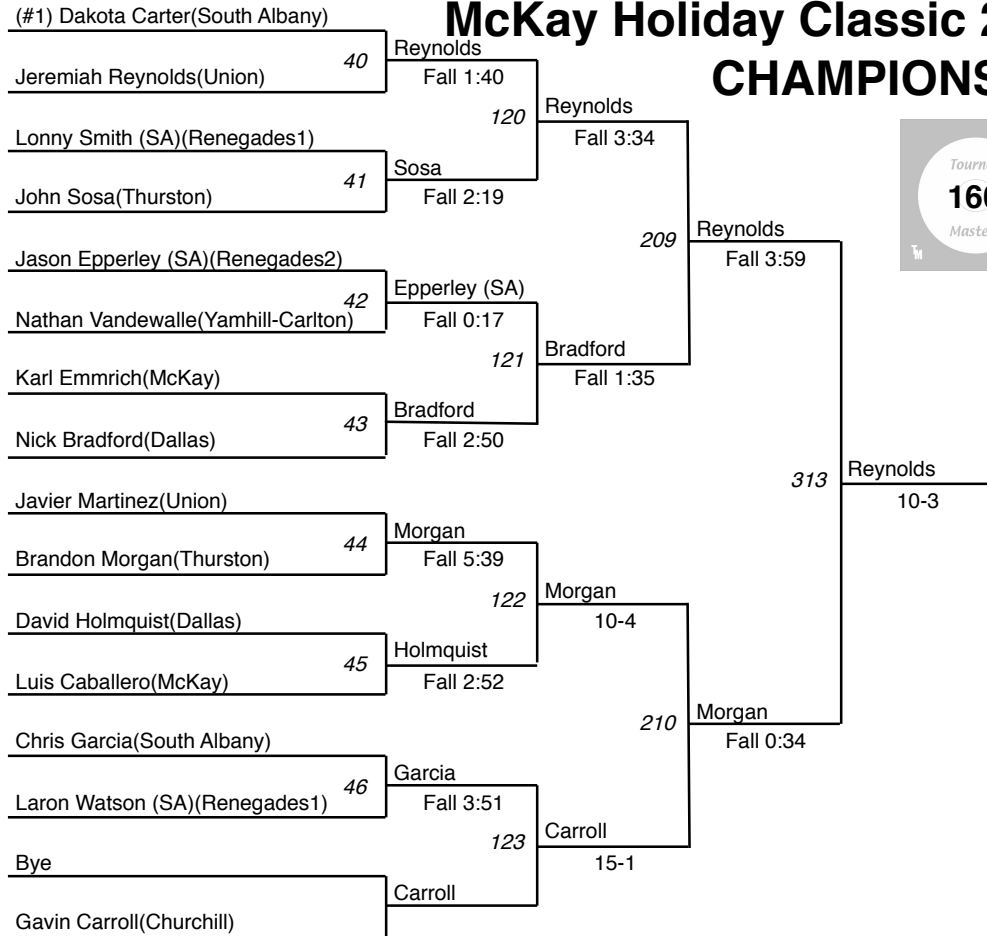 (#1) Dakota Carter(South Albany)
McKay Holiday Classic
CHAMPIONS
40
Reynolds
Fall 1:40
Jeremiah Reynolds(Union)
120
Reynolds
Fall 3:34
Lonny Smith (SA)(Renegades1)
41
Sosa
Fall 2:19
John Sosa(Thurston)
209
Reynolds
Fall 3:59
Jason Epperley (SA)(Renegades2)
42
Epperley (SA)
Fall 0:17
Nathan Vandewalle(Yamhill-Carlton)
121
Bradford
Fall 1:35
Karl Emmrich(McKay)
43
Bradford
Fall 2:50
Nick Bradford(Dallas)
313
Reynolds
10-3
Javier Martinez(Union)
44
Morgan
Fall 5:39
Brandon Morgan(Thurston)
122
Morgan
10-4
David Holmquist(Dallas)
45
Holmquist
Fall 2:52
Luis Caballero(McKay)
210
Morgan
Fall 0:34
Chris Garcia(South Albany)
46
Garcia
Fall 3:51
Laron Watson (SA)(Renegades1)
123
Carroll
15-1
Bye
Carroll
Gavin Carroll(Churchill)
Tourn
16
Maste
TM